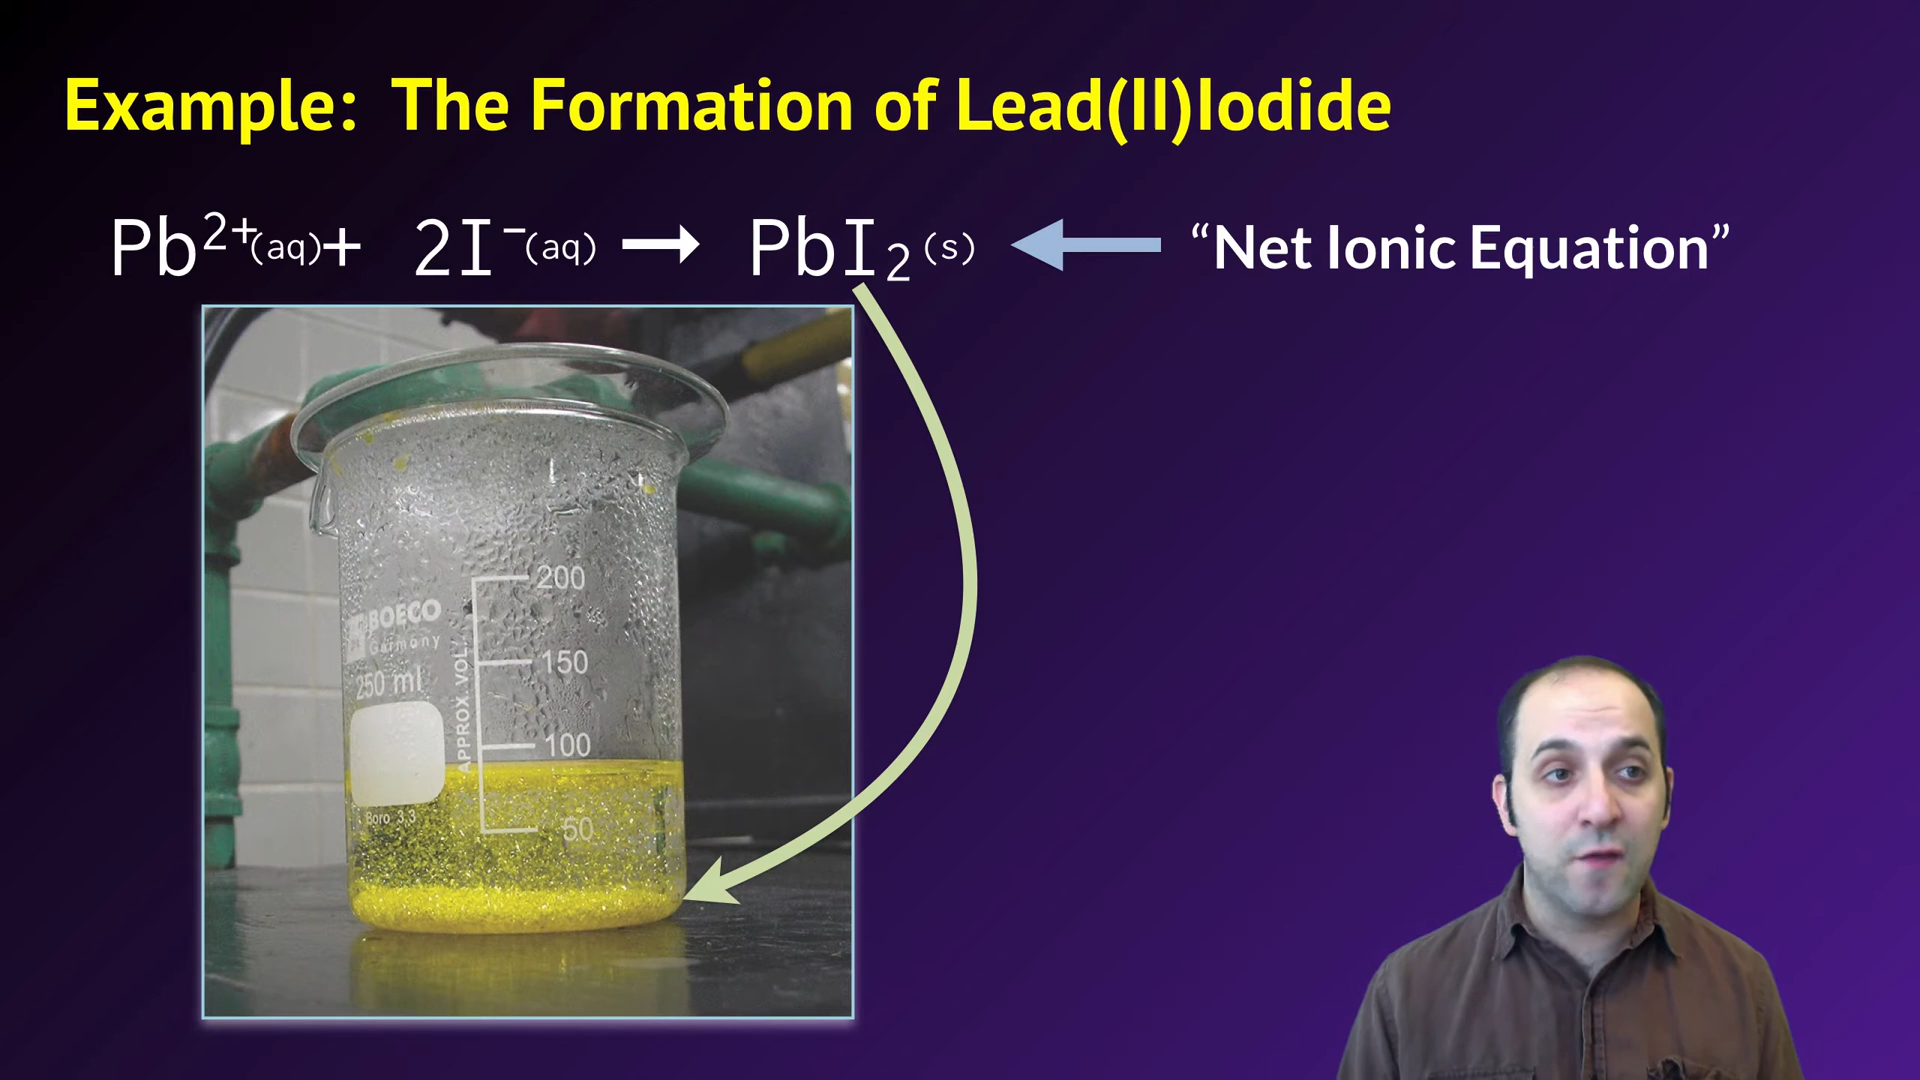 Example: The Formation of Lead(II)Iodide
Pb²⁺(aq)+ 2I⁻(aq) → PbI₂(s) ← “Net Ionic Equation”
200
BOECO
Germony
150
250 ml
APPROX. VOL.
100
Boro 3.3
50